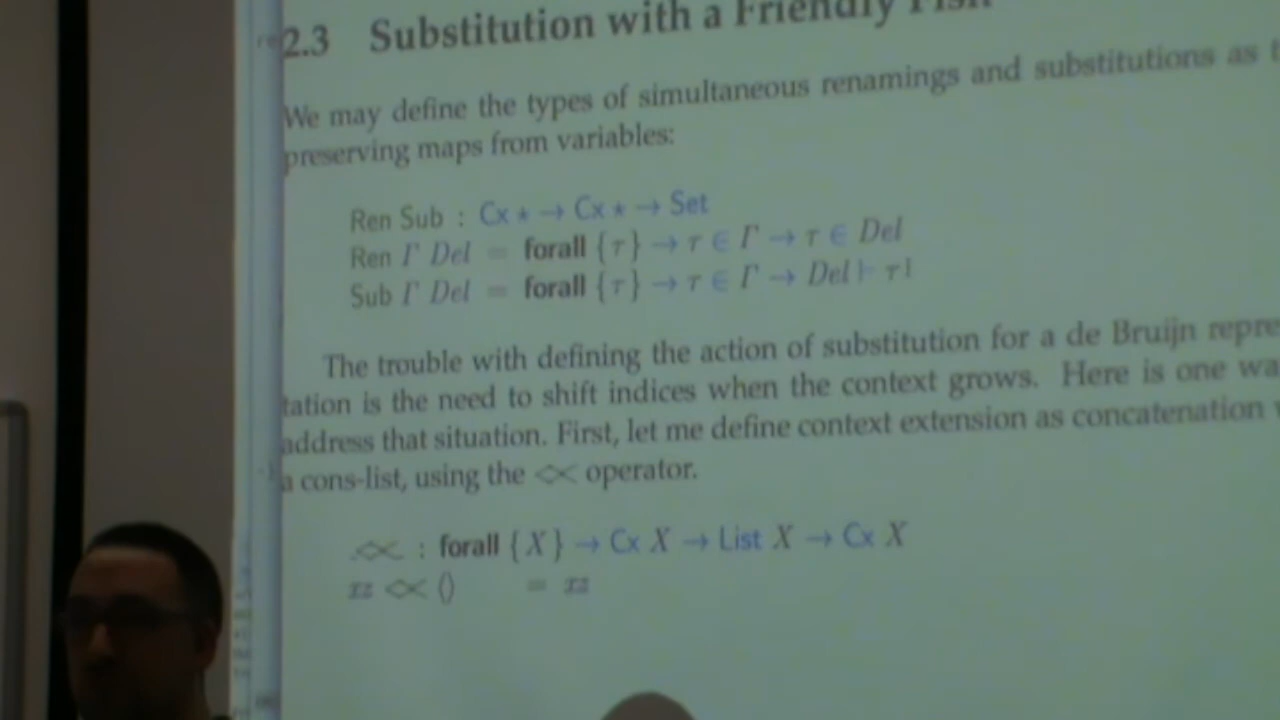 2.3 Substitution with a Friendly Fish
We may define the types of simultaneous renamings and substitutions as
preserving maps from variables:
Ren Sub : Cx ⋆ → Cx ⋆ → Set
Ren Γ Del = forall {τ} → τ ∈ Γ → τ ∈ Del
Sub Γ Del = forall {τ} → τ ∈ Γ → Del ⊢ τ
The trouble with defining the action of substitution for a de Bruijn repre
tation is the need to shift indices when the context grows. Here is one wa
address that situation. First, let me define context extension as concatenation
a cons-list, using the <>< operator.
<>< : forall {X} → Cx X → List X → Cx X
xz <>< ⟨⟩ = xz